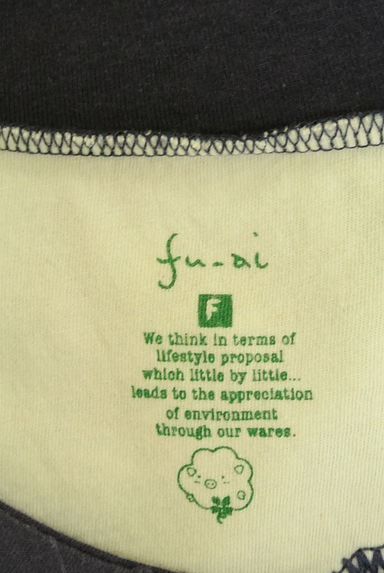 fu-ai
F
We think in terms of
lifestyle proposal
which little by little...
leads to the appreciation
of environment
through our wares.